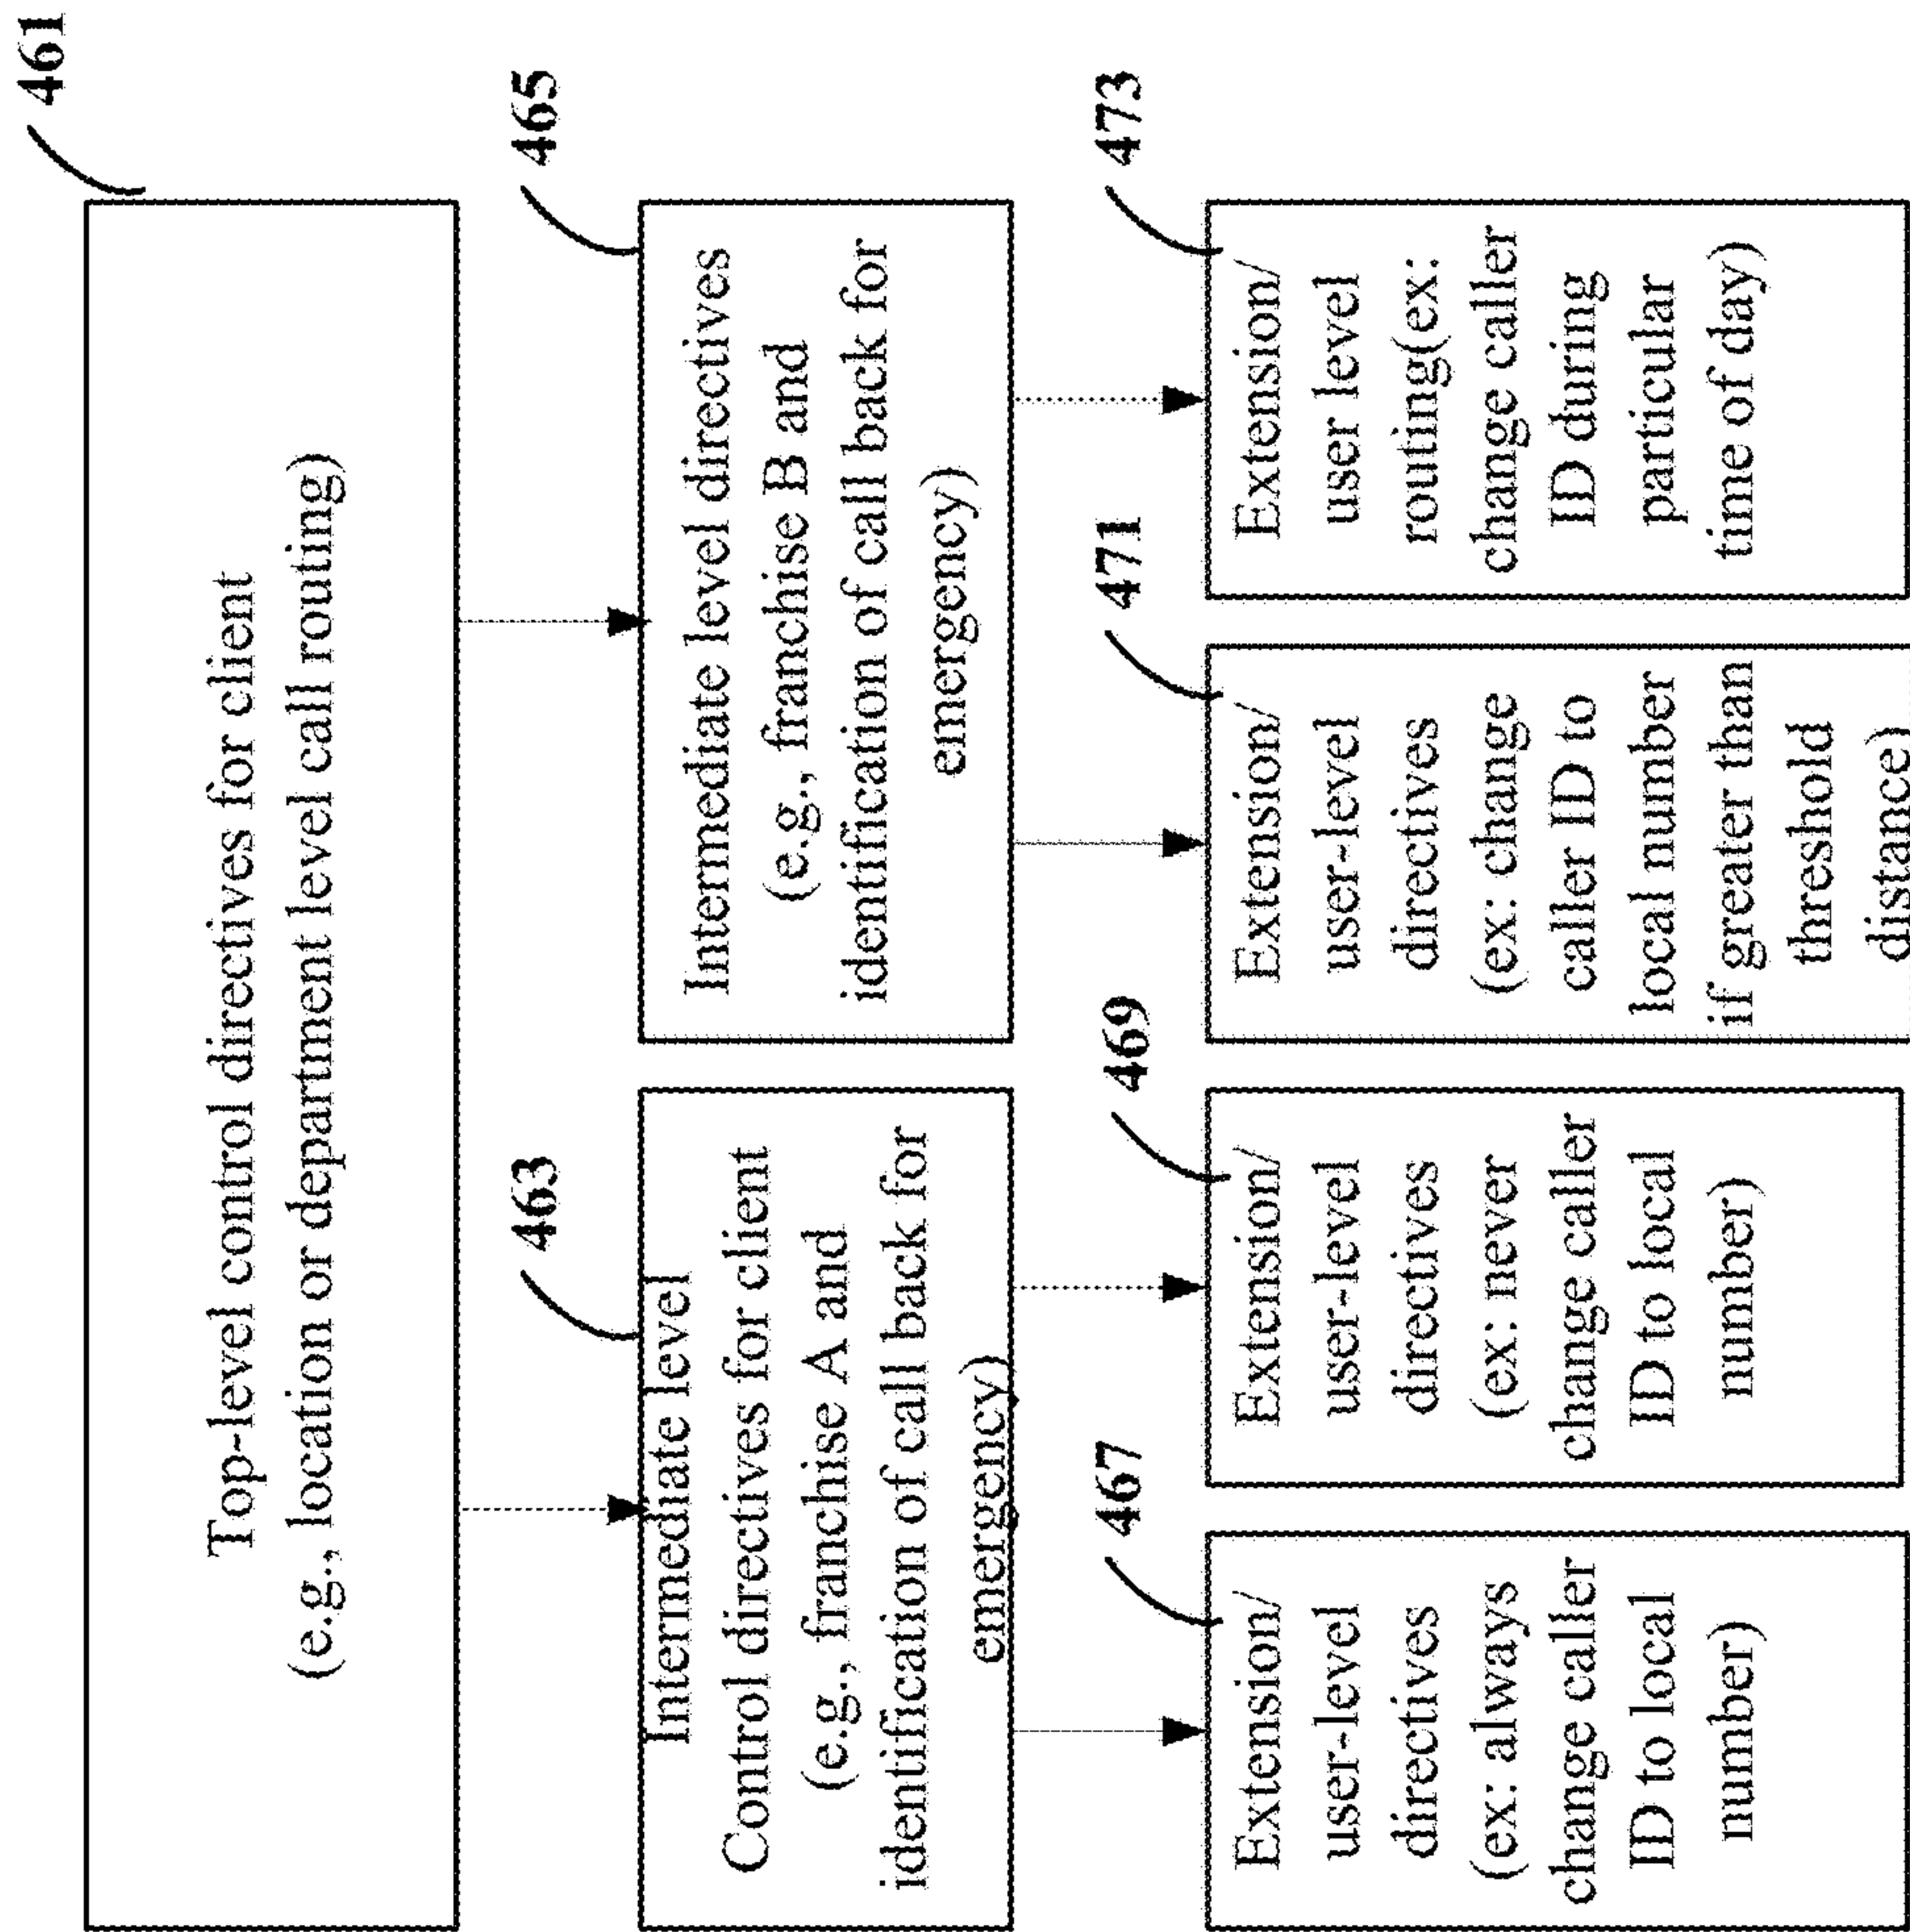 461
Top-level control directives for client
(e.g., location or department level call routing)
463
Intermediate level
Control directives for client
(e.g., franchise A and
identification of call back for
emergency)
465
Intermediate level directives
(e.g., franchise B and
identification of call back for
emergency)
467
Extension/
user-level
directives
(ex: always
change caller
ID to local
number)
469
Extension/
user-level
directives
(ex: never
change caller
ID to local
number)
471
Extension/
user-level
directives
(ex: change
caller ID to
local number
if greater than
threshold
distance)
473
Extension/
user level
routing(ex:
change caller
ID during
particular
time of day)